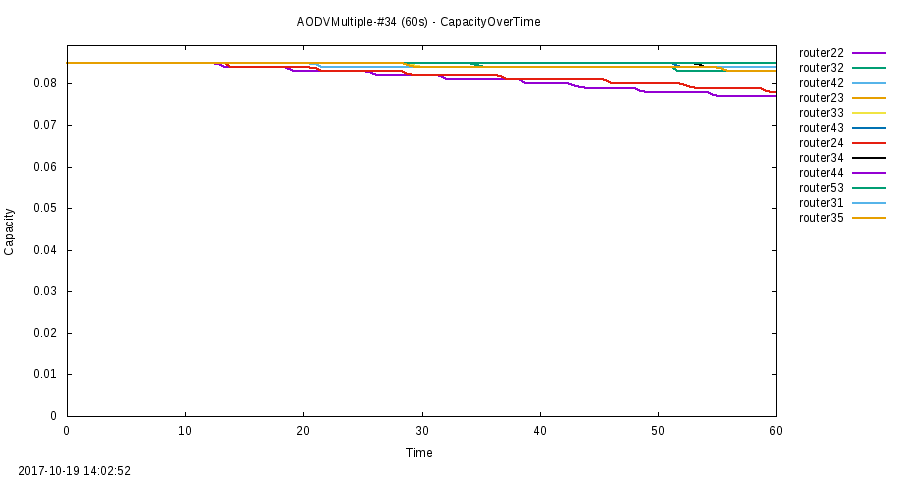 AODVMultiple-#34 (60s) - CapacityOverTime
router22
router32
router42
router23
router33
router43
router24
router34
router44
router53
router31
router35
0.08
0.07
0.06
0.05
0.04
0.03
0.02
0.01
0
Capacity
0 10 20 30 40 50 60
Time
2017-10-19 14:02:52